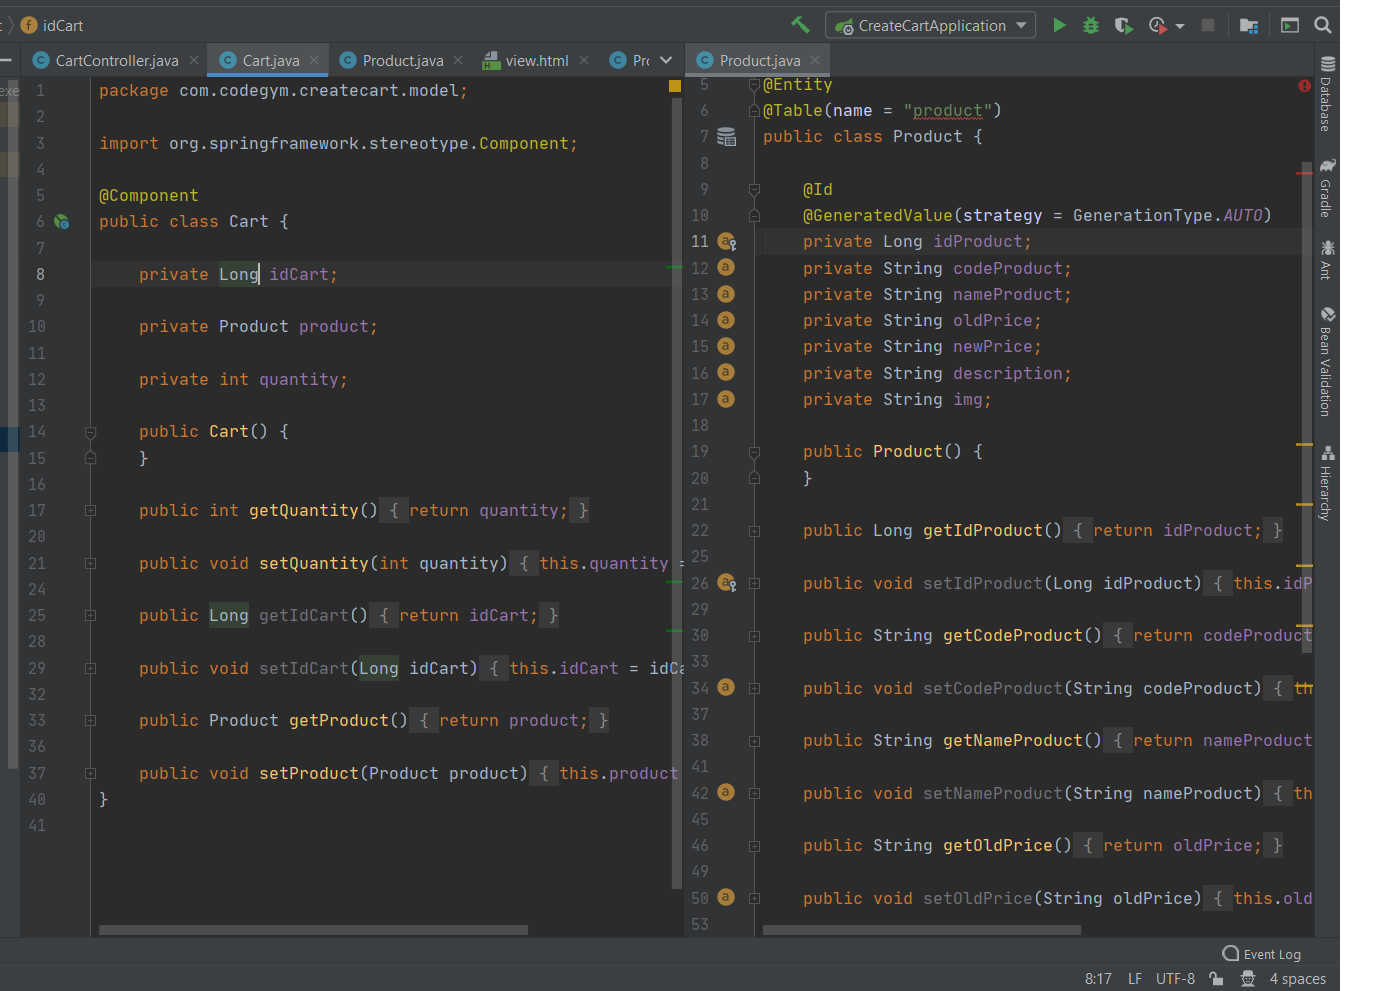 idCart
CreateCartApplication
CartController.java
Cart.java
Product.java
view.html
Product.java
1 package com.codegym.createcart.model;
2
3 import org.springframework.stereotype.Component;
4
5 @Component
6 public class Cart {
7
8 private Long idCart;
9
10 private Product product;
11
12 private int quantity;
13
14 public Cart() {
15 }
16
17 public int getQuantity() { return quantity; }
20
21 public void setQuantity(int quantity) { this.quantity =
24
25 public Long getIdCart() { return idCart; }
28
29 public void setIdCart(Long idCart) { this.idCart = idCa
32
33 public Product getProduct() { return product; }
36
37 public void setProduct(Product product) { this.product
40 }
41
5 @Entity
6 @Table(name = "product")
7 public class Product {
8
9 @Id
10 @GeneratedValue(strategy = GenerationType.AUTO)
11 private Long idProduct;
12 private String codeProduct;
13 private String nameProduct;
14 private String oldPrice;
15 private String newPrice;
16 private String description;
17 private String img;
18
19 public Product() {
20 }
21
22 public Long getIdProduct() { return idProduct; }
25
26 public void setIdProduct(Long idProduct) { this.idP
29
30 public String getCodeProduct() { return codeProduct
33
34 public void setCodeProduct(String codeProduct) { th
37
38 public String getNameProduct() { return nameProduct
41
42 public void setNameProduct(String nameProduct) { th
45
46 public String getOldPrice() { return oldPrice; }
49
50 public void setOldPrice(String oldPrice) { this.old
53
Database
Gradle
Ant
Bean Validation
Hierarchy
Event Log
8:17 LF UTF-8 4 spaces